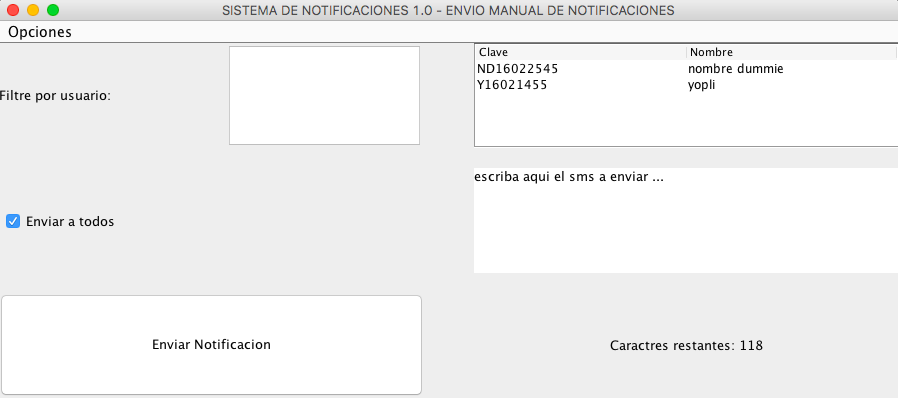 SISTEMA DE NOTIFICACIONES 1.0 - ENVIO MANUAL DE NOTIFICACIONES
Opciones
Filtre por usuario:
Clave Nombre
ND16022545 nombre dummie
Y16021455 yopli
escriba aqui el sms a enviar ...
Enviar a todos
Enviar Notificacion
Caractres restantes: 118